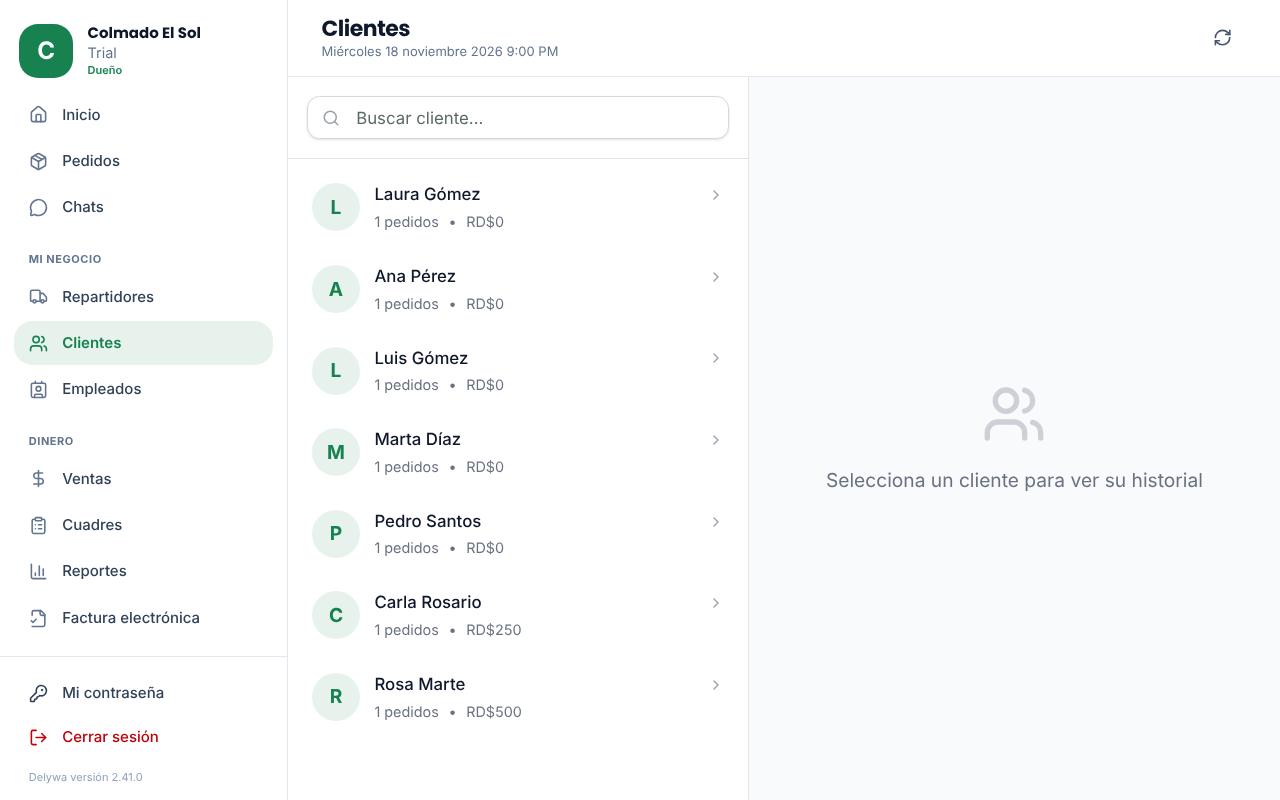 C
Colmado El Sol
Trial
Dueño
Inicio
Pedidos
Chats
MI NEGOCIO
Repartidores
Clientes
Empleados
DINERO
Ventas
Cuadres
Reportes
Factura electrónica
Mi contraseña
Cerrar sesión
Delywa versión 2.41.0
Clientes
Miércoles 18 noviembre 2026 9:00 PM
Buscar cliente...
L
Laura Gómez
1 pedidos • RD$0
A
Ana Pérez
1 pedidos • RD$0
L
Luis Gómez
1 pedidos • RD$0
M
Marta Díaz
1 pedidos • RD$0
P
Pedro Santos
1 pedidos • RD$0
C
Carla Rosario
1 pedidos • RD$250
R
Rosa Marte
1 pedidos • RD$500
Selecciona un cliente para ver su historial